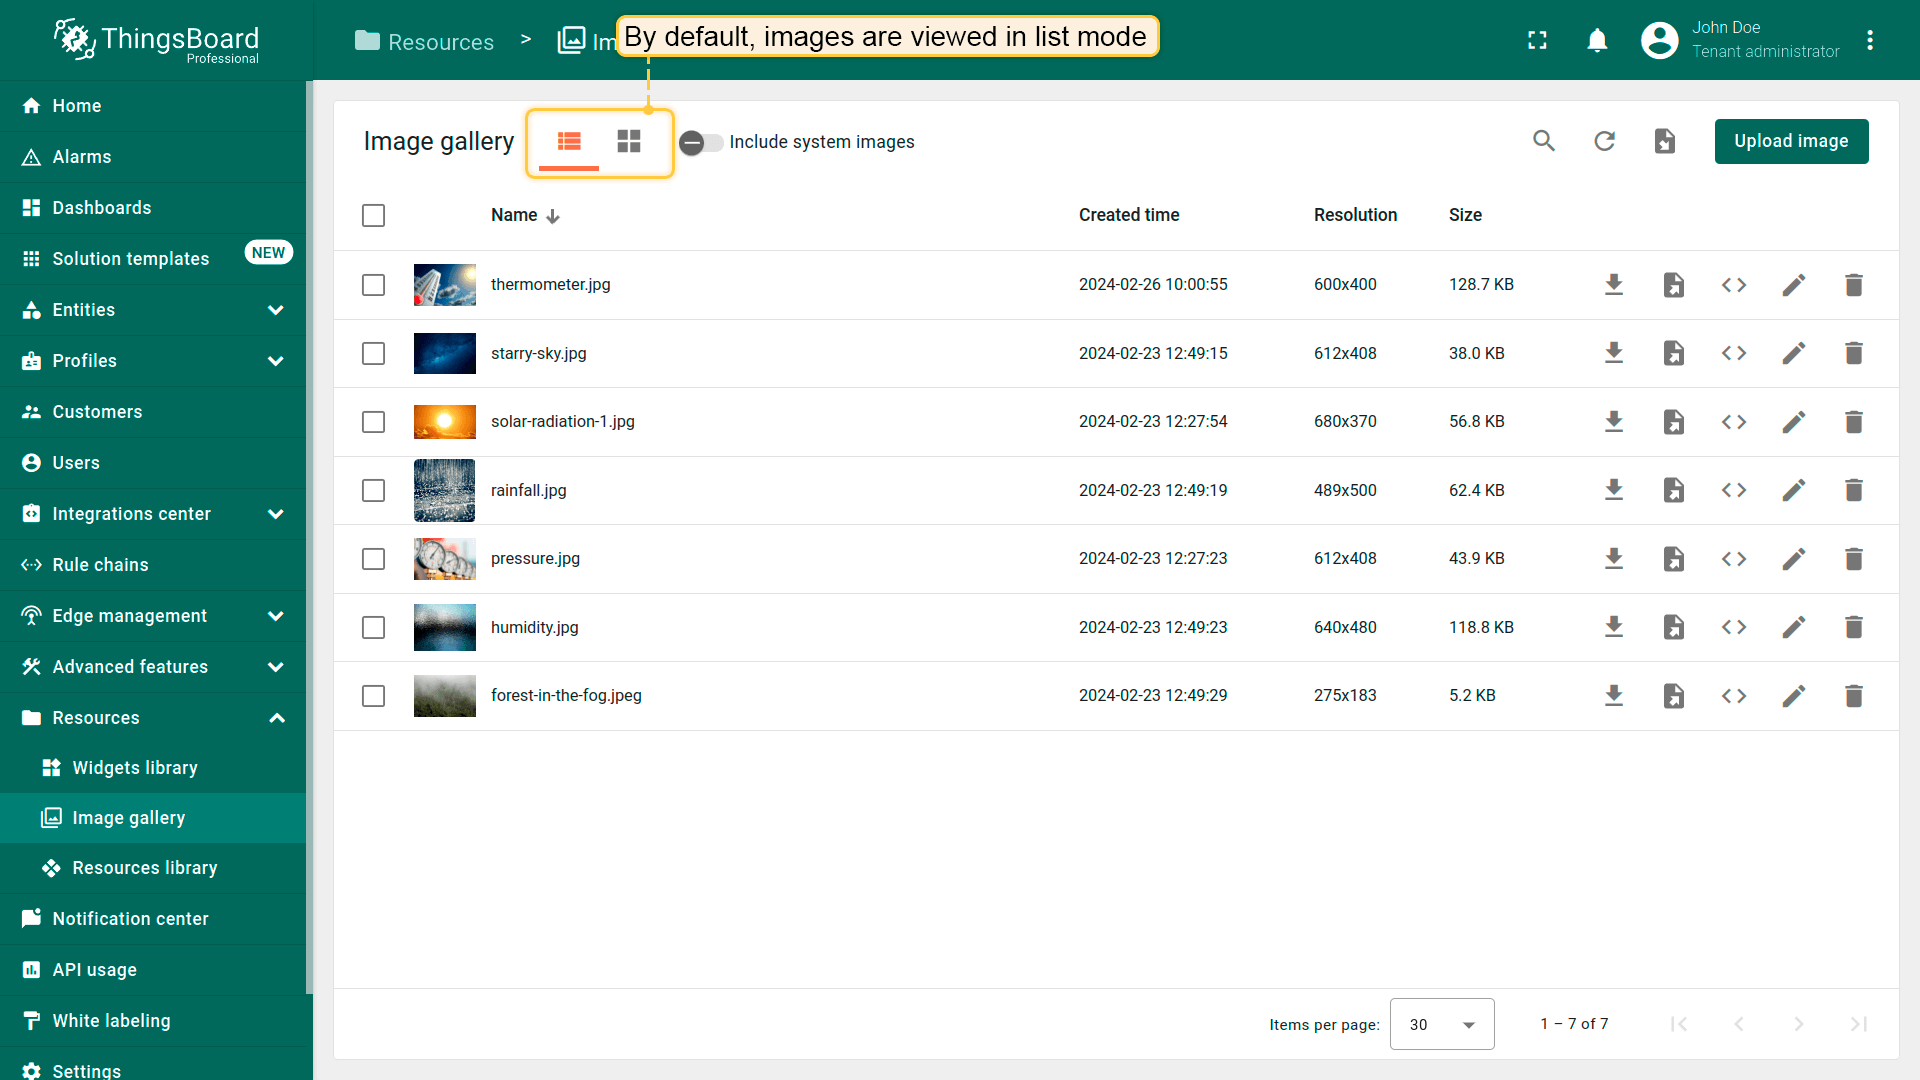 ThingsBoard
Professional
Resources > Im
By default, images are viewed in list mode
John Doe
Tenant administrator
Home
Alarms
Dashboards
Solution templates NEW
Entities
Profiles
Customers
Users
Integrations center
Rule chains
Edge management
Advanced features
Resources
Widgets library
Image gallery
Resources library
Notification center
API usage
White labeling
Settings
Image gallery
Include system images
Upload image
Name Created time Resolution Size
thermometer.jpg 2024-02-26 10:00:55 600x400 128.7 KB
starry-sky.jpg 2024-02-23 12:49:15 612x408 38.0 KB
solar-radiation-1.jpg 2024-02-23 12:27:54 680x370 56.8 KB
rainfall.jpg 2024-02-23 12:49:19 489x500 62.4 KB
pressure.jpg 2024-02-23 12:27:23 612x408 43.9 KB
humidity.jpg 2024-02-23 12:49:23 640x480 118.8 KB
forest-in-the-fog.jpeg 2024-02-23 12:49:29 275x183 5.2 KB
Items per page: 30 1 – 7 of 7